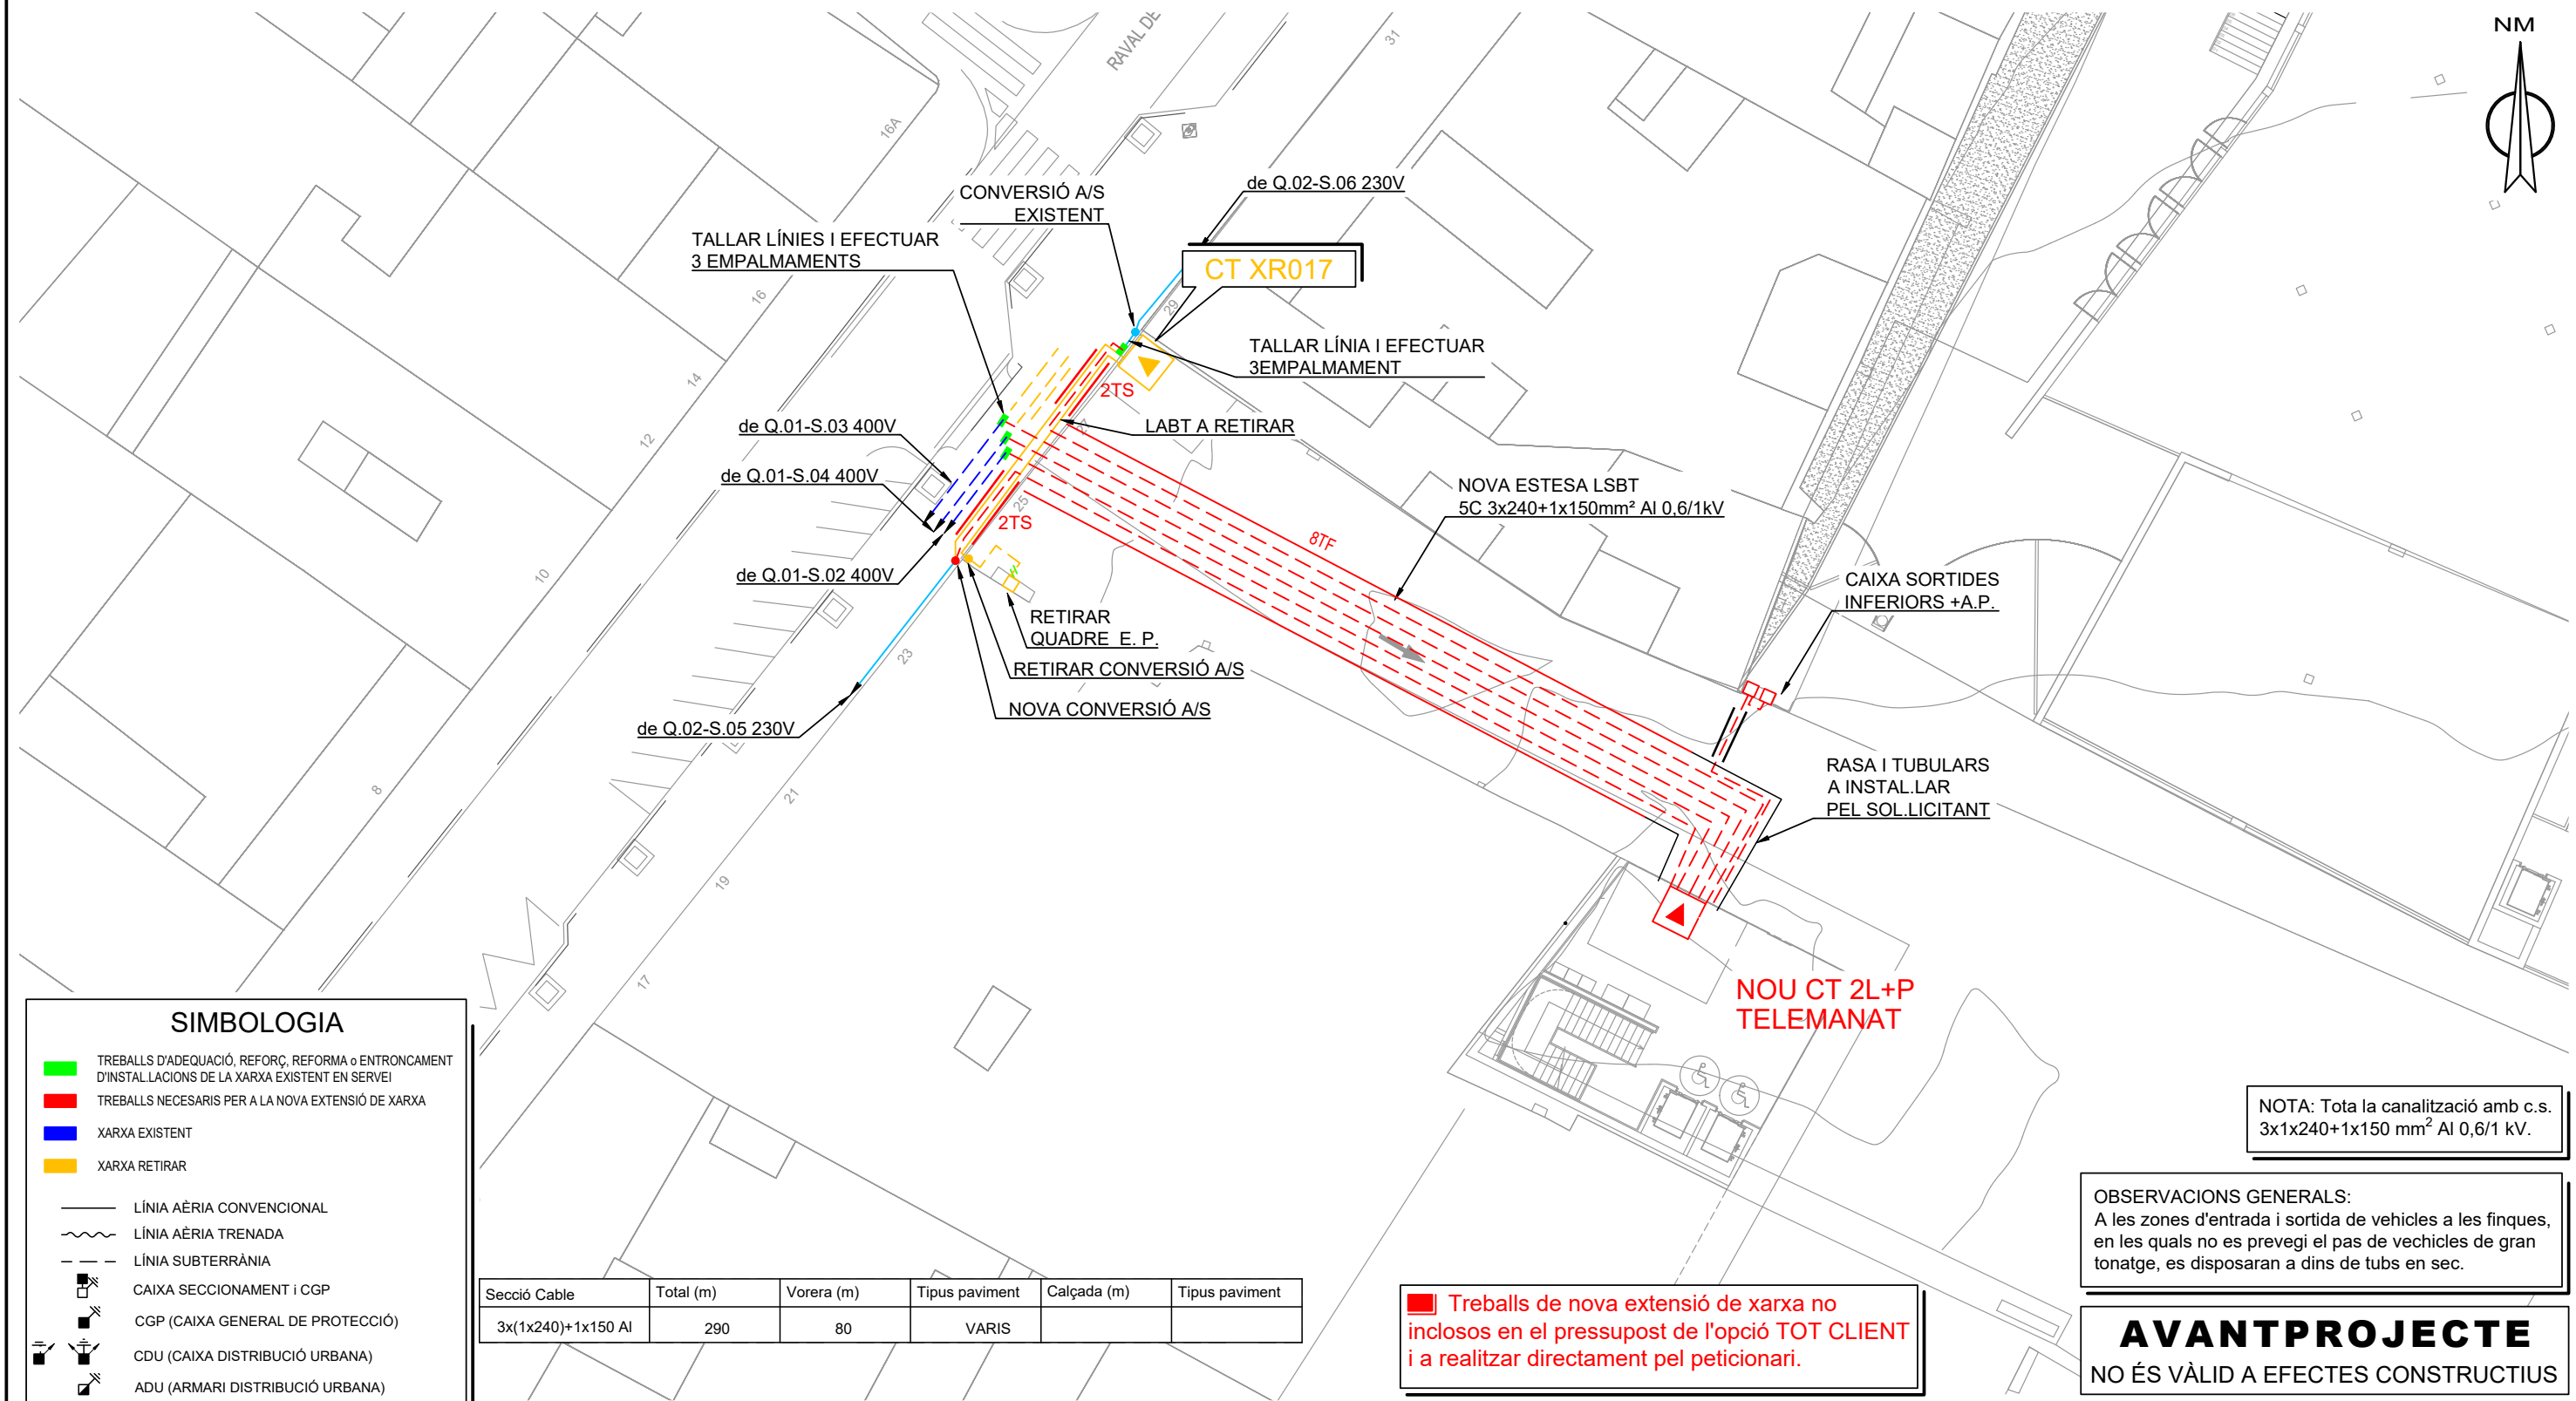 RAVAL DE
31
NM
16A
CONVERSIÓ A/S
EXISTENT
de Q.02-S.06 230V
TALLAR LÍNIES I EFECTUAR
3 EMPALMAMENTS
CT XR017
16
29
TALLAR LÍNIA I EFECTUAR
3EMPALMAMENT
14
2TS
27
LABT A RETIRAR
de Q.01-S.03 400V
12
de Q.01-S.04 400V
25
2TS
NOVA ESTESA LSBT
5C 3x240+1x150mm² Al 0,6/1kV
8TF
10
de Q.01-S.02 400V
CAIXA SORTIDES
INFERIORS +A.P.
RETIRAR
QUADRE E. P.
23
RETIRAR CONVERSIÓ A/S
NOVA CONVERSIÓ A/S
de Q.02-S.05 230V
8
21
RASA I TUBULARS
A INSTAL.LAR
PEL SOL.LICITANT
19
17
NOU CT 2L+P
TELEMANAT
SIMBOLOGIA
TREBALLS D'ADEQUACIÓ, REFORÇ, REFORMA o ENTRONCAMENT
D'INSTAL.LACIONS DE LA XARXA EXISTENT EN SERVEI
TREBALLS NECESARIS PER A LA NOVA EXTENSIÓ DE XARXA
XARXA EXISTENT
XARXA RETIRAR
LÍNIA AÈRIA CONVENCIONAL
LÍNIA AÈRIA TRENADA
LÍNIA SUBTERRÀNIA
CAIXA SECCIONAMENT i CGP
CGP (CAIXA GENERAL DE PROTECCIÓ)
CDU (CAIXA DISTRIBUCIÓ URBANA)
ADU (ARMARI DISTRIBUCIÓ URBANA)
Secció Cable Total (m) Vorera (m) Tipus paviment Calçada (m) Tipus paviment
3x(1x240)+1x150 Al 290 80 VARIS
Treballs de nova extensió de xarxa no
inclosos en el pressupost de l'opció TOT CLIENT
i a realitzar directament pel peticionari.
NOTA: Tota la canalització amb c.s.
3x1x240+1x150 mm² Al 0,6/1 kV.
OBSERVACIONS GENERALS:
A les zones d'entrada i sortida de vehicles a les finques,
en les quals no es prevegi el pas de vechicles de gran
tonatge, es disposaran a dins de tubs en sec.
AVANTPROJECTE
NO ÉS VÀLID A EFECTES CONSTRUCTIUS